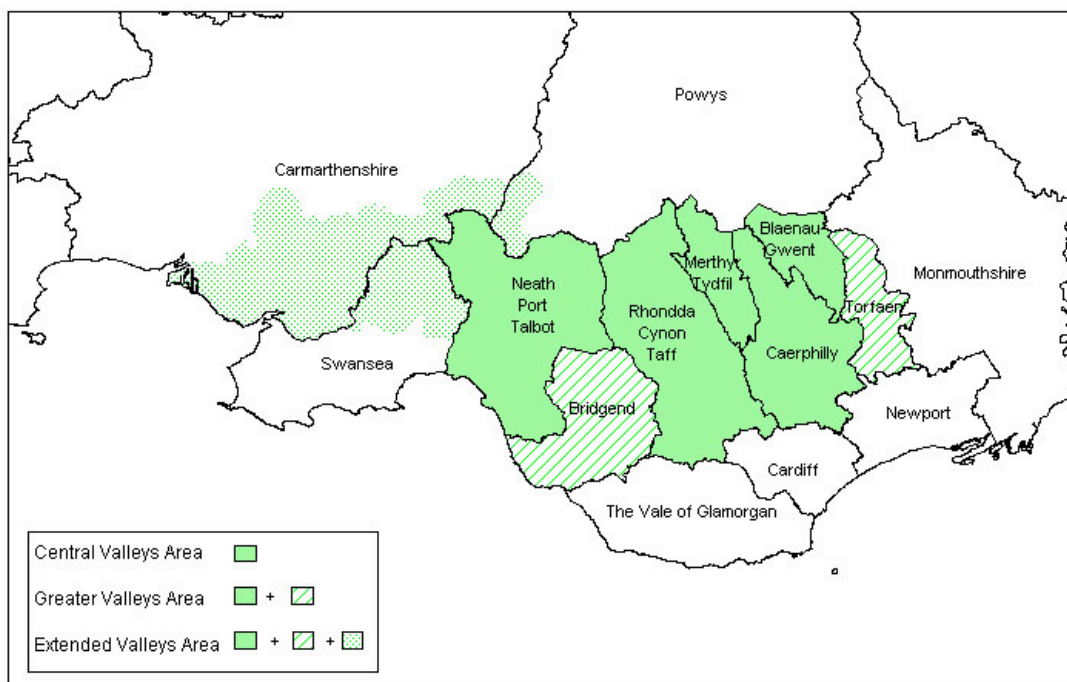 Powys
Carmarthenshire
Blaenau
Gwent
Merthyr
Tydfil
Monmouthshire
Neath
Port
Talbot
Rhondda
Cynon
Taff
Torfaen
Caerphilly
Swansea
Bridgend
Newport
Cardiff
The Vale of Glamorgan
Central Valleys Area
Greater Valleys Area +
Extended Valleys Area + +